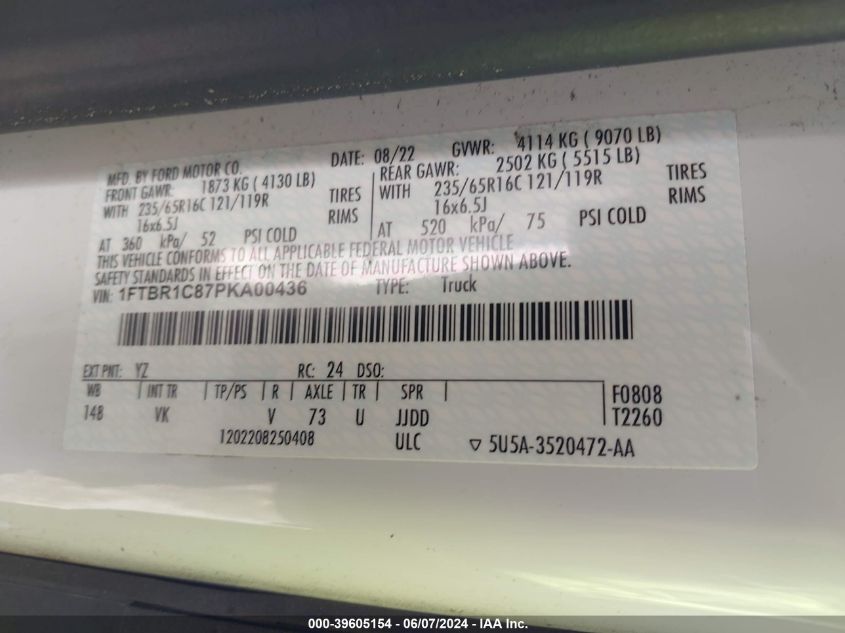 MFD. BY FORD MOTOR CO. DATE: 08/22 GVWR: 4114 KG ( 9070 LB)
FRONT GAWR: 1873 KG ( 4130 LB) REAR GAWR: 2502 KG ( 5515 LB)
WITH 235/65R16C 121/119R TIRES WITH 235/65R16C 121/119R TIRES
16x6.5J RIMS 16x6.5J RIMS
AT 360 kPa/ 52 PSI COLD AT 520 kPa/ 75 PSI COLD
THIS VEHICLE CONFORMS TO ALL APPLICABLE FEDERAL MOTOR VEHICLE
SAFETY STANDARDS IN EFFECT ON THE DATE OF MANUFACTURE SHOWN ABOVE.
VIN: 1FTBR1C87PKA00436 TYPE: Truck
EXT PNT: YZ RC: 24 DSO:
WB INT TR TP/PS R AXLE TR SPR F0808
148 VK V 73 U JJDD T2260
1202208250408 ULC ▽ 5U5A-3520472-AA
000-39605154 - 06/07/2024 - IAA Inc.